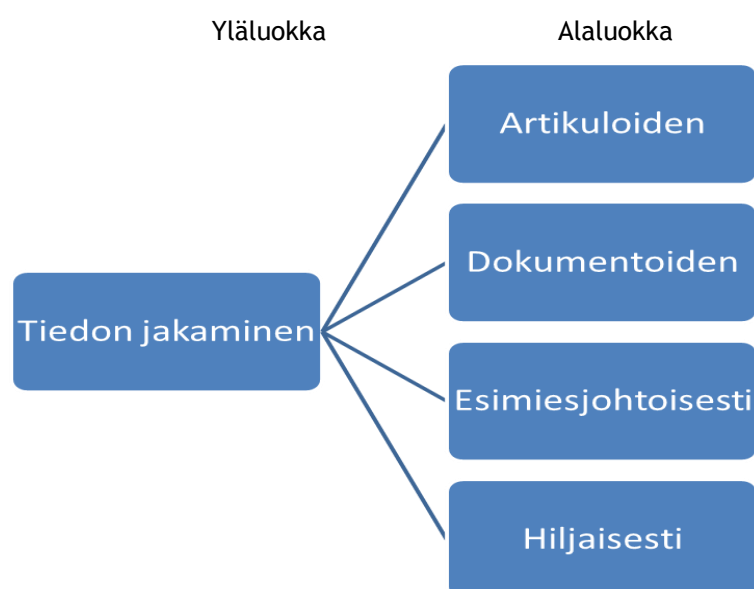 Yläluokka
Alaluokka
Artikuloiden
Dokumentoiden
Tiedon jakaminen
Esimiesjohtoisesti
Hiljaisesti